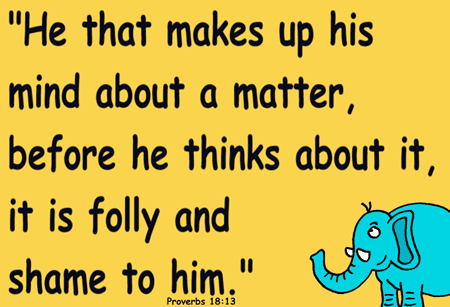 "He that makes up his
mind about a matter,
before he thinks about it,
it is folly and
shame to him."
Proverbs 18:13